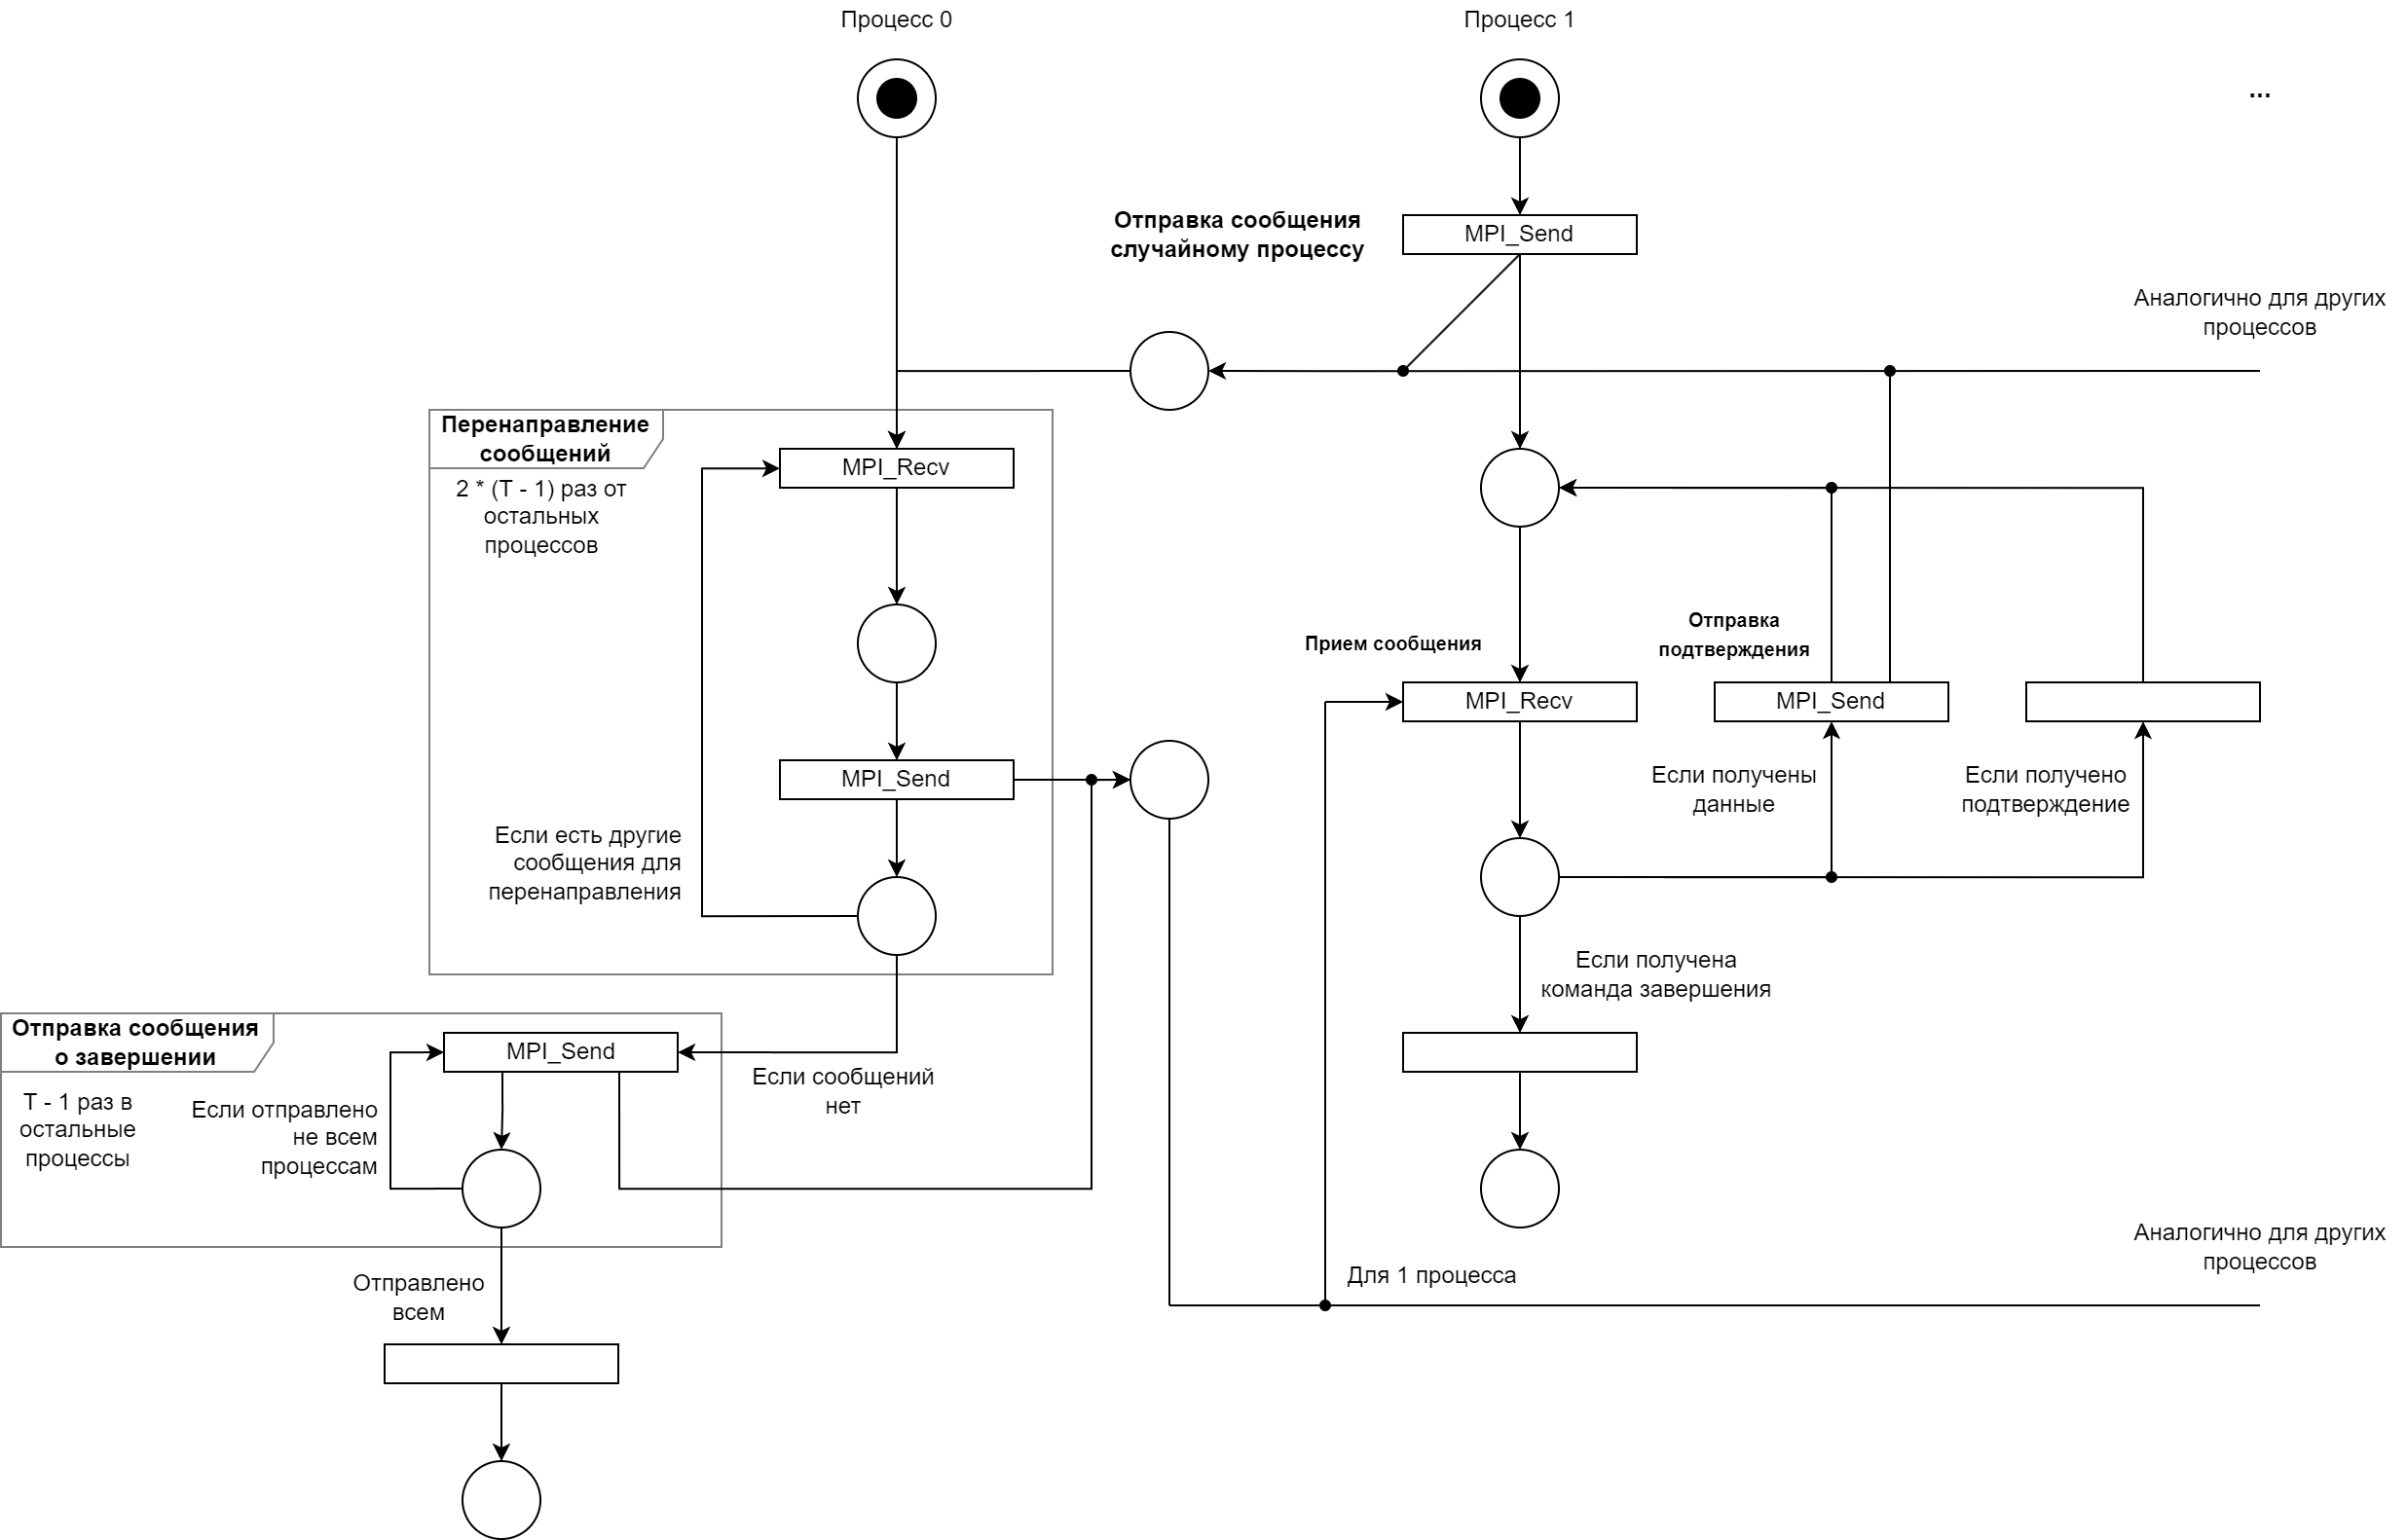 Процесс 0
Процесс 1
...
Отправка сообщения
случайному процессу
MPI_Send
Аналогично для других
процессов
Перенаправление
сообщений
2 * (T - 1) раз от
остальных
процессов
MPI_Recv
Прием сообщения
Отправка
подтверждения
MPI_Recv
MPI_Send
MPI_Send
Если получены
данные
Если получено
подтверждение
Если есть другие
сообщения для
перенаправления
Если получена
команда завершения
Отправка сообщения
о завершении
MPI_Send
T - 1 раз в
остальные
процессы
Если отправлено
не всем
процессам
Если сообщений
нет
Отправлено
всем
Для 1 процесса
Аналогично для других
процессов